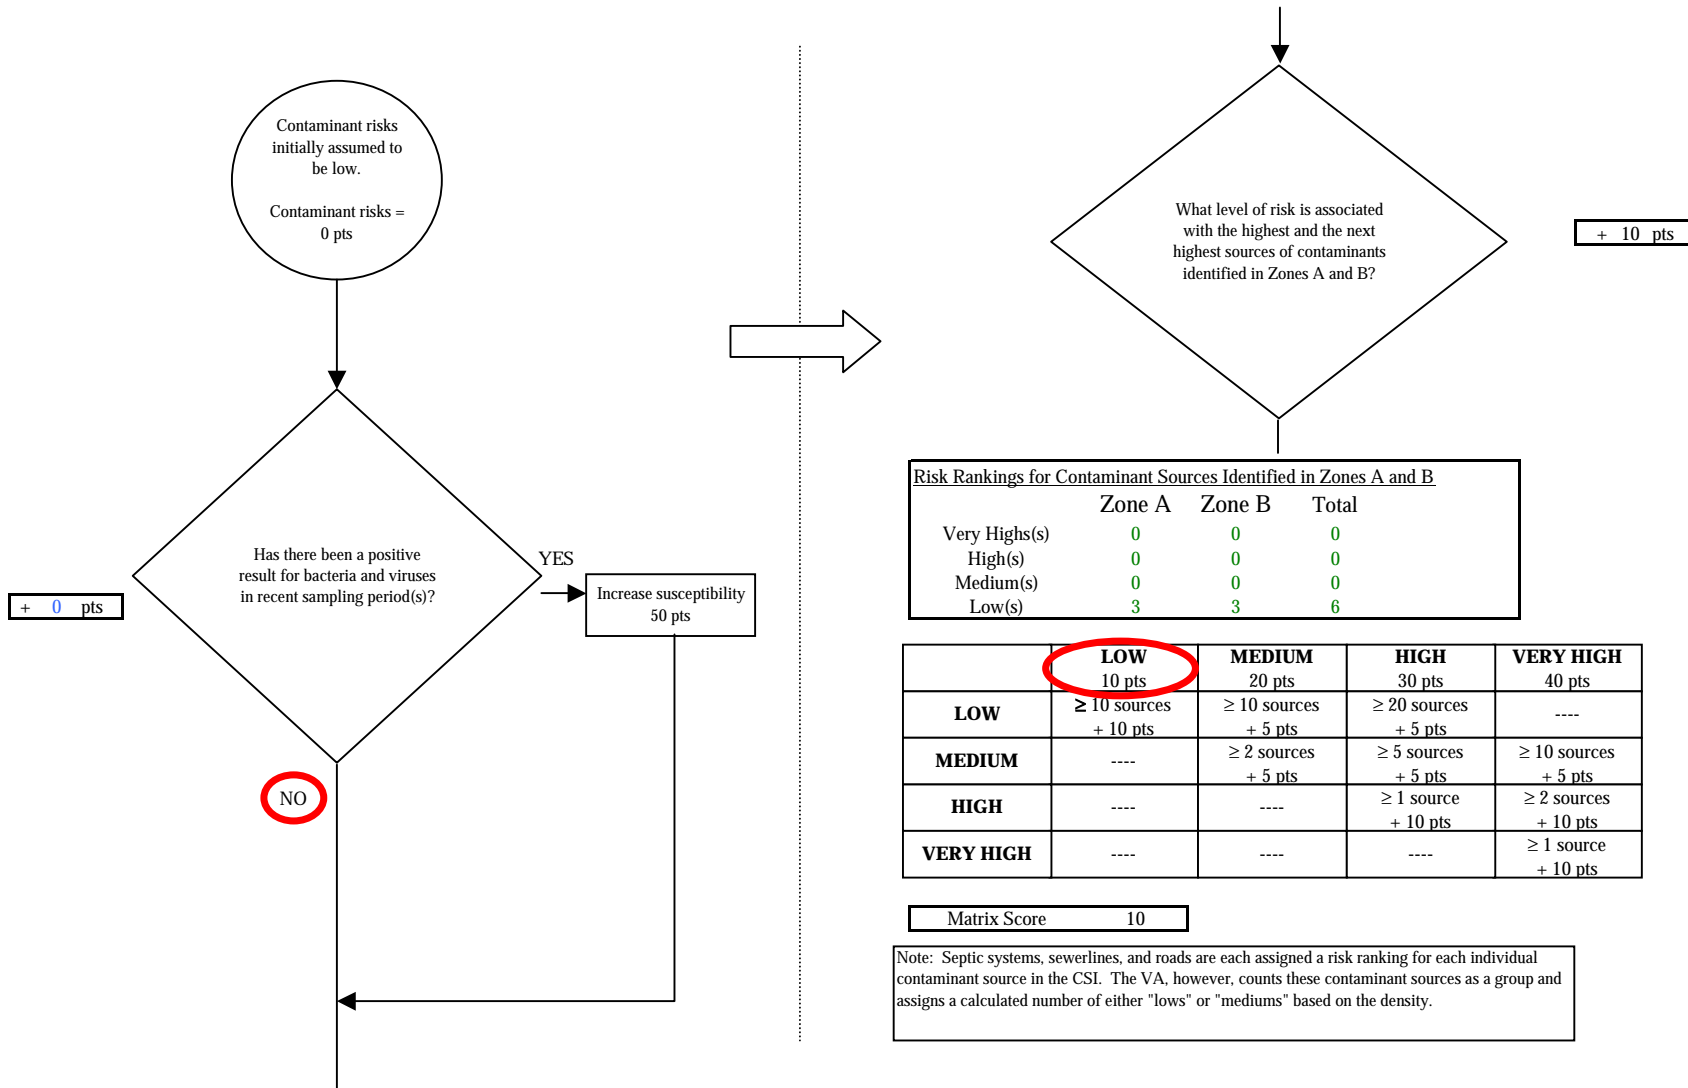 Contaminant risks
initially assumed to
be low.
Contaminant risks =
0 pts
Has there been a positive
result for bacteria and viruses
in recent sampling period(s)?
YES
Increase susceptibility
50 pts
+ 0 pts
NO
What level of risk is associated
with the highest and the next
highest sources of contaminants
identified in Zones A and B?
+ 10 pts
Risk Rankings for Contaminant Sources Identified in Zones A and B
Zone A Zone B Total
Very Highs(s) 0 0 0
High(s) 0 0 0
Medium(s) 0 0 0
Low(s) 3 3 6
LOW MEDIUM HIGH VERY HIGH
10 pts 20 pts 30 pts 40 pts
LOW ≥ 10 sources ≥ 10 sources ≥ 20 sources ----
+ 10 pts + 5 pts + 5 pts
MEDIUM ---- ≥ 2 sources ≥ 5 sources ≥ 10 sources
+ 5 pts + 5 pts + 5 pts
HIGH ---- ---- ≥ 1 source ≥ 2 sources
+ 10 pts + 10 pts
VERY HIGH ---- ---- ---- ≥ 1 source
+ 10 pts
Matrix Score 10
Note: Septic systems, sewerlines, and roads are each assigned a risk ranking for each individual
contaminant source in the CSI. The VA, however, counts these contaminant sources as a group and
assigns a calculated number of either "lows" or "mediums" based on the density.